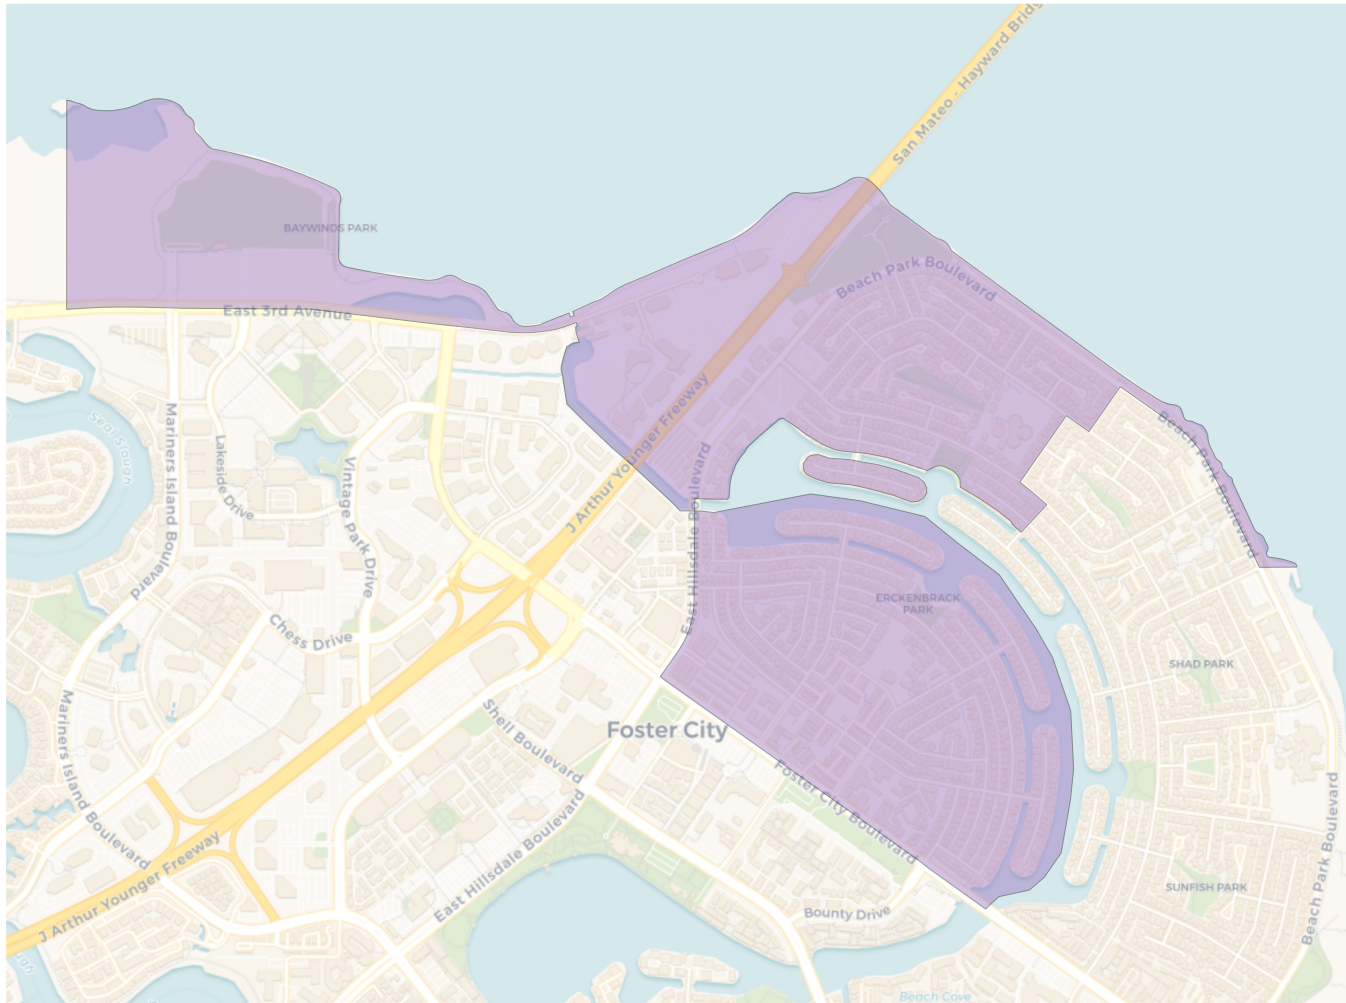 San Mateo - Hayward Bridg
BAYWINDS PARK
Beach Park Boulevard
East 3rd Avenue
J Arthur Younger Freeway
Beach Park Boulevard
Seal Slough
Mariners Island Boulevard
Lakeside Drive
Vintage Park Drive
East Hillsdale Boulevard
ERCKENBRACK
PARK
Chess Drive
SHAD PARK
Mariners Island Boulevard
Shell Boulevard
Foster City
Foster City Boulevard
East Hillsdale Boulevard
J Arthur Younger Freeway
Beach Park Boulevard
SUNFISH PARK
Bounty Drive
Beach Cove